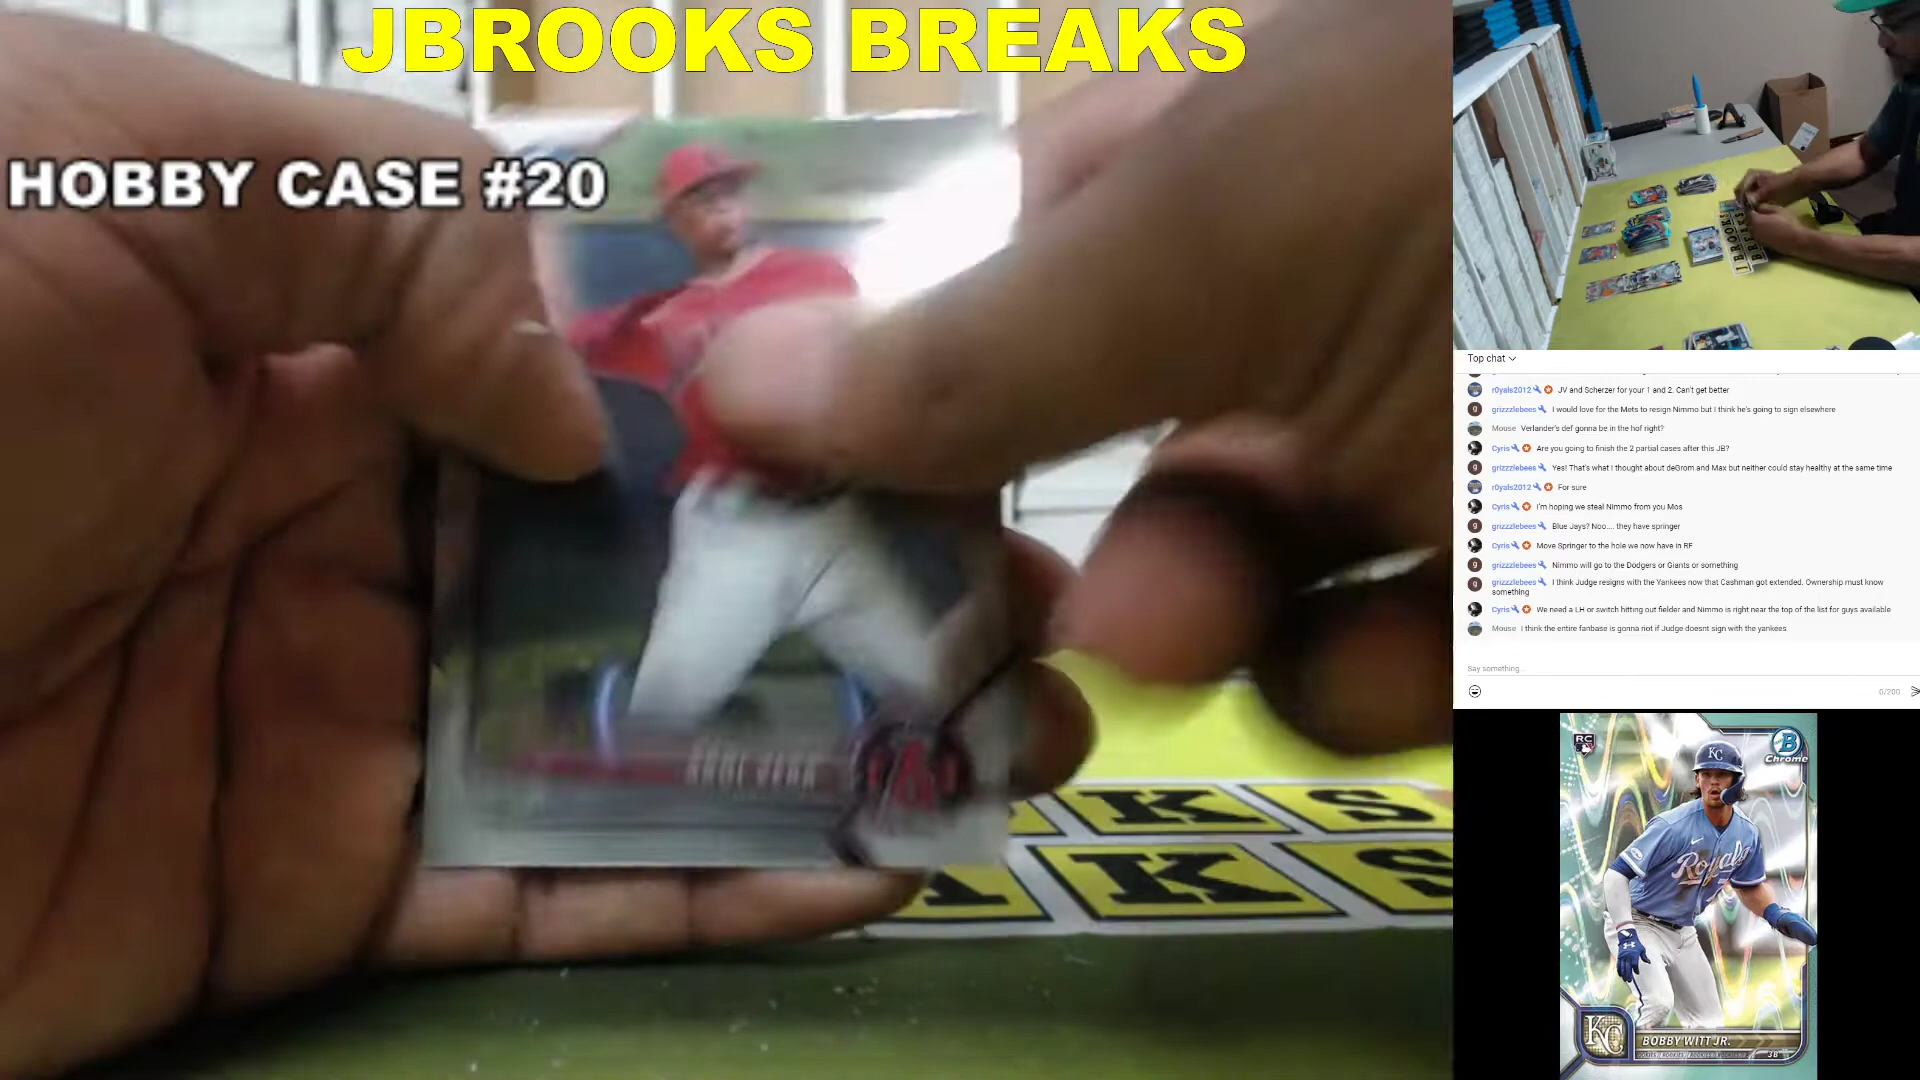 JBROOKS BREAKS
HOBBY CASE #20
K S
K S
Top chat
r0yals2012 JV and Scherzer for your 1 and 2. Can't get better
grizzzlebees I would love for the Mets to resign Nimmo but I think he's going to sign elsewhere
Mouse Verlander's def gonna be in the hof right?
Cyris Are you going to finish the 2 partial cases after this JB?
grizzzlebees Yes! That's what I thought about deGrom and Max but neither could stay healthy at the same time
r0yals2012 For sure
Cyris I'm hoping we steal Nimmo from you Mos
grizzzlebees Blue Jays? Noo.... they have springer
Cyris Move Springer to the hole we now have in RF
grizzzlebees Nimmo will go to the Dodgers or Giants or something
grizzzlebees I think Judge resigns with the Yankees now that Cashman got extended. Ownership must know
something
Cyris We need a LH or switch hitting out fielder and Nimmo is right near the top of the list for guys available
Mouse I think the entire fanbase is gonna riot if Judge doesnt sign with the yankees
Say something...
0/200
RC
B
Chrome
KC
Royals
KC
BOBBY WITT JR.
JBROOKS
BREAKS